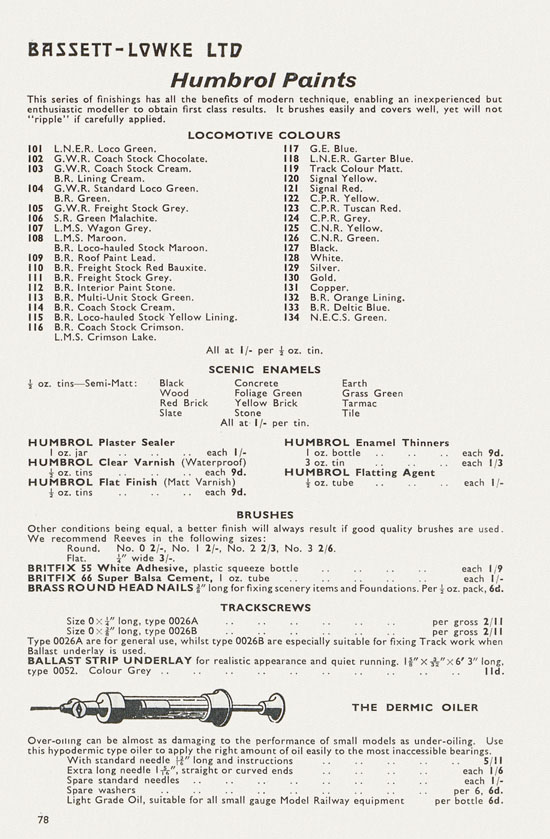 BASSETT-LOWKE LTD
Humbrol Paints
This series of finishings has all the benefits of modern technique, enabling an inexperienced but
enthusiastic modeller to obtain first class results. It brushes easily and covers well, yet will not
"ripple" if carefully applied.
LOCOMOTIVE COLOURS
101 L.N.E.R. Loco Green.
102 G.W.R. Coach Stock Chocolate.
103 G.W.R. Coach Stock Cream.
B.R. Lining Cream.
104 G.W.R. Standard Loco Green.
B.R. Green.
105 G.W.R. Freight Stock Grey.
106 S.R. Green Malachite.
107 L.M.S. Wagon Grey.
108 L.M.S. Maroon.
B.R. Loco-hauled Stock Maroon.
109 B.R. Roof Paint Lead.
110 B.R. Freight Stock Red Bauxite.
111 B.R. Freight Stock Grey.
112 B.R. Interior Paint Stone.
113 B.R. Multi-Unit Stock Green.
114 B.R. Coach Stock Cream.
115 B.R. Loco-hauled Stock Yellow Lining.
116 B.R. Coach Stock Crimson.
L.M.S. Crimson Lake.
117 G.E. Blue.
118 L.N.E.R. Garter Blue.
119 Track Colour Matt.
120 Signal Yellow.
121 Signal Red.
122 C.P.R. Yellow.
123 C.P.R. Tuscan Red.
124 C.P.R. Grey.
125 C.N.R. Yellow.
126 C.N.R. Green.
127 Black.
128 White.
129 Silver.
130 Gold.
131 Copper.
132 B.R. Orange Lining.
133 B.R. Deltic Blue.
134 N.E.C.S. Green.
All at 1/- per ½ oz. tin.
SCENIC ENAMELS
½ oz. tins—Semi-Matt: Black Concrete Earth
Wood Foliage Green Grass Green
Red Brick Yellow Brick Tarmac
Slate Stone Tile
All at 1/- per tin.
HUMBROL Plaster Sealer
1 oz. jar .. .. .. each 1/-
HUMBROL Clear Varnish (Waterproof)
½ oz. tins .. .. .. each 9d.
HUMBROL Flat Finish (Matt Varnish)
½ oz. tins .. .. .. each 9d.
HUMBROL Enamel Thinners
1 oz. bottle .. .. .. each 9d.
3 oz. tin .. .. .. each 1/3
HUMBROL Flatting Agent
½ oz. tube .. .. .. each 1/-
BRUSHES
Other conditions being equal, a better finish will always result if good quality brushes are used.
We recommend Reeves in the following sizes:
Round. No. 0 2/-, No. 1 2/-, No. 2 2/3, No. 3 2/6.
Flat. ¼" wide 3/-.
BRITFIX 55 White Adhesive, plastic squeeze bottle .. .. .. .. each 1/9
BRITFIX 66 Super Balsa Cement, 1 oz. tube .. .. .. .. .. each 1/-
BRASS ROUND HEAD NAILS ⅜" long for fixing scenery items and Foundations. Per ½ oz. pack, 6d.
TRACKSCREWS
Size 0×¼" long, type 0026A .. .. .. .. .. per gross 2/11
Size 0×⅜" long, type 0026B .. .. .. .. .. per gross 2/11
Type 0026A are for general use, whilst type 0026B are especially suitable for fixing Track work when
Ballast underlay is used.
BALLAST STRIP UNDERLAY for realistic appearance and quiet running. long,
type 0052. Colour Grey .. .. .. .. .. .. .. .. .. 11d.
THE DERMIC OILER
Over-oiling can be almost as damaging to the performance of small models as under-oiling. Use
this hypodermic type oiler to apply the right amount of oil easily to the most inaccessible bearings.
With standard needle long and instructions .. .. .. .. 5/11
Extra long needle straight or curved ends .. .. .. .. each 1/6
Spare standard needles .. .. .. .. .. .. .. each 1/-
Spare washers .. .. .. .. .. .. .. per 6, 6d.
Light Grade Oil, suitable for all small gauge Model Railway equipment per bottle 6d.
78